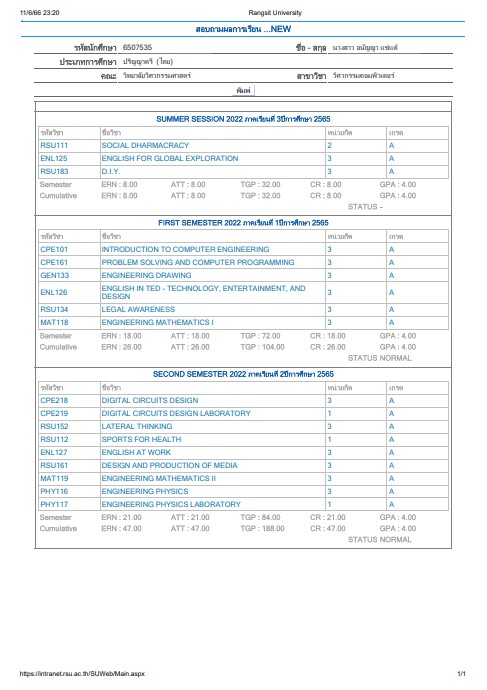 11/6/66 23:20 Rangsit University
สอบถามผลการเรียน ...NEW
รหัสนักศึกษา 6507535 ชื่อ - สกุล นางสาว อนัญญา แซ่แต้
ประเภทการศึกษา ปริญญาตรี (ไทย)
คณะ วิทยาลัยวิศวกรรมศาสตร์ สาขาวิชา วิศวกรรมคอมพิวเตอร์
พิมพ์
SUMMER SESSION 2022 ภาคเรียนที่ 3ปีการศึกษา 2565
รหัสวิชา ชื่อวิชา หน่วยกิต เกรด
RSU111 SOCIAL DHARMACRACY 2 A
ENL125 ENGLISH FOR GLOBAL EXPLORATION 3 A
RSU183 D.I.Y. 3 A
Semester ERN : 8.00 ATT : 8.00 TGP : 32.00 CR : 8.00 GPA : 4.00
Cumulative ERN : 8.00 ATT : 8.00 TGP : 32.00 CR : 8.00 GPA : 4.00
STATUS -
FIRST SEMESTER 2022 ภาคเรียนที่ 1ปีการศึกษา 2565
รหัสวิชา ชื่อวิชา หน่วยกิต เกรด
CPE101 INTRODUCTION TO COMPUTER ENGINEERING 3 A
CPE161 PROBLEM SOLVING AND COMPUTER PROGRAMMING 3 A
GEN133 ENGINEERING DRAWING 3 A
ENL126 ENGLISH IN TED - TECHNOLOGY, ENTERTAINMENT, AND DESIGN 3 A
RSU134 LEGAL AWARENESS 3 A
MAT118 ENGINEERING MATHEMATICS I 3 A
Semester ERN : 18.00 ATT : 18.00 TGP : 72.00 CR : 18.00 GPA : 4.00
Cumulative ERN : 26.00 ATT : 26.00 TGP : 104.00 CR : 26.00 GPA : 4.00
STATUS NORMAL
SECOND SEMESTER 2022 ภาคเรียนที่ 2ปีการศึกษา 2565
รหัสวิชา ชื่อวิชา หน่วยกิต เกรด
CPE218 DIGITAL CIRCUITS DESIGN 3 A
CPE219 DIGITAL CIRCUITS DESIGN LABORATORY 1 A
RSU152 LATERAL THINKING 3 A
RSU112 SPORTS FOR HEALTH 1 A
ENL127 ENGLISH AT WORK 3 A
RSU161 DESIGN AND PRODUCTION OF MEDIA 3 A
MAT119 ENGINEERING MATHEMATICS II 3 A
PHY116 ENGINEERING PHYSICS 3 A
PHY117 ENGINEERING PHYSICS LABORATORY 1 A
Semester ERN : 21.00 ATT : 21.00 TGP : 84.00 CR : 21.00 GPA : 4.00
Cumulative ERN : 47.00 ATT : 47.00 TGP : 188.00 CR : 47.00 GPA : 4.00
STATUS NORMAL
https://intranet.rsu.ac.th/SUWeb/Main.aspx 1/1